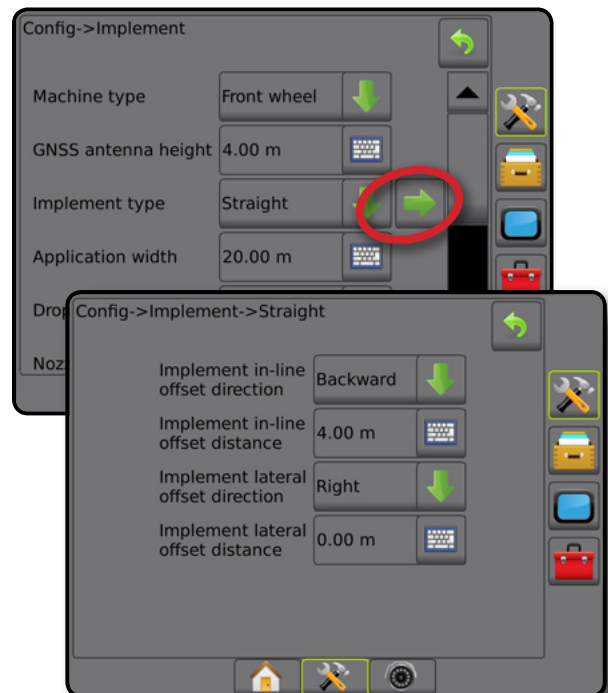 Config->Implement
Machine type Front wheel
GNSS antenna height 4.00 m
Implement type Straight
Application width 20.00 m
Config->Implement->Straight
Implement in-line
offset direction Backward
Implement in-line
offset distance 4.00 m
Implement lateral
offset direction Right
Implement lateral
offset distance 0.00 m